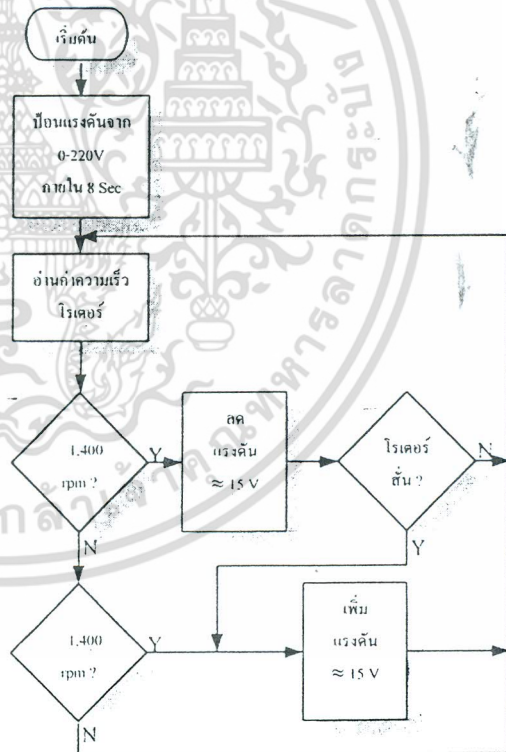 เริ่มต้น
ป้อนแรงดันจาก
0-220V
ภายใน 8 Sec
อ่านค่าความเร็ว
โรเตอร์
1,400
rpm ?
Y
N
ลด
แรงดัน
≈ 15 V
โรเตอร์
สั่น ?
N
Y
1,400
rpm ?
Y
N
เพิ่ม
แรงดัน
≈ 15 V